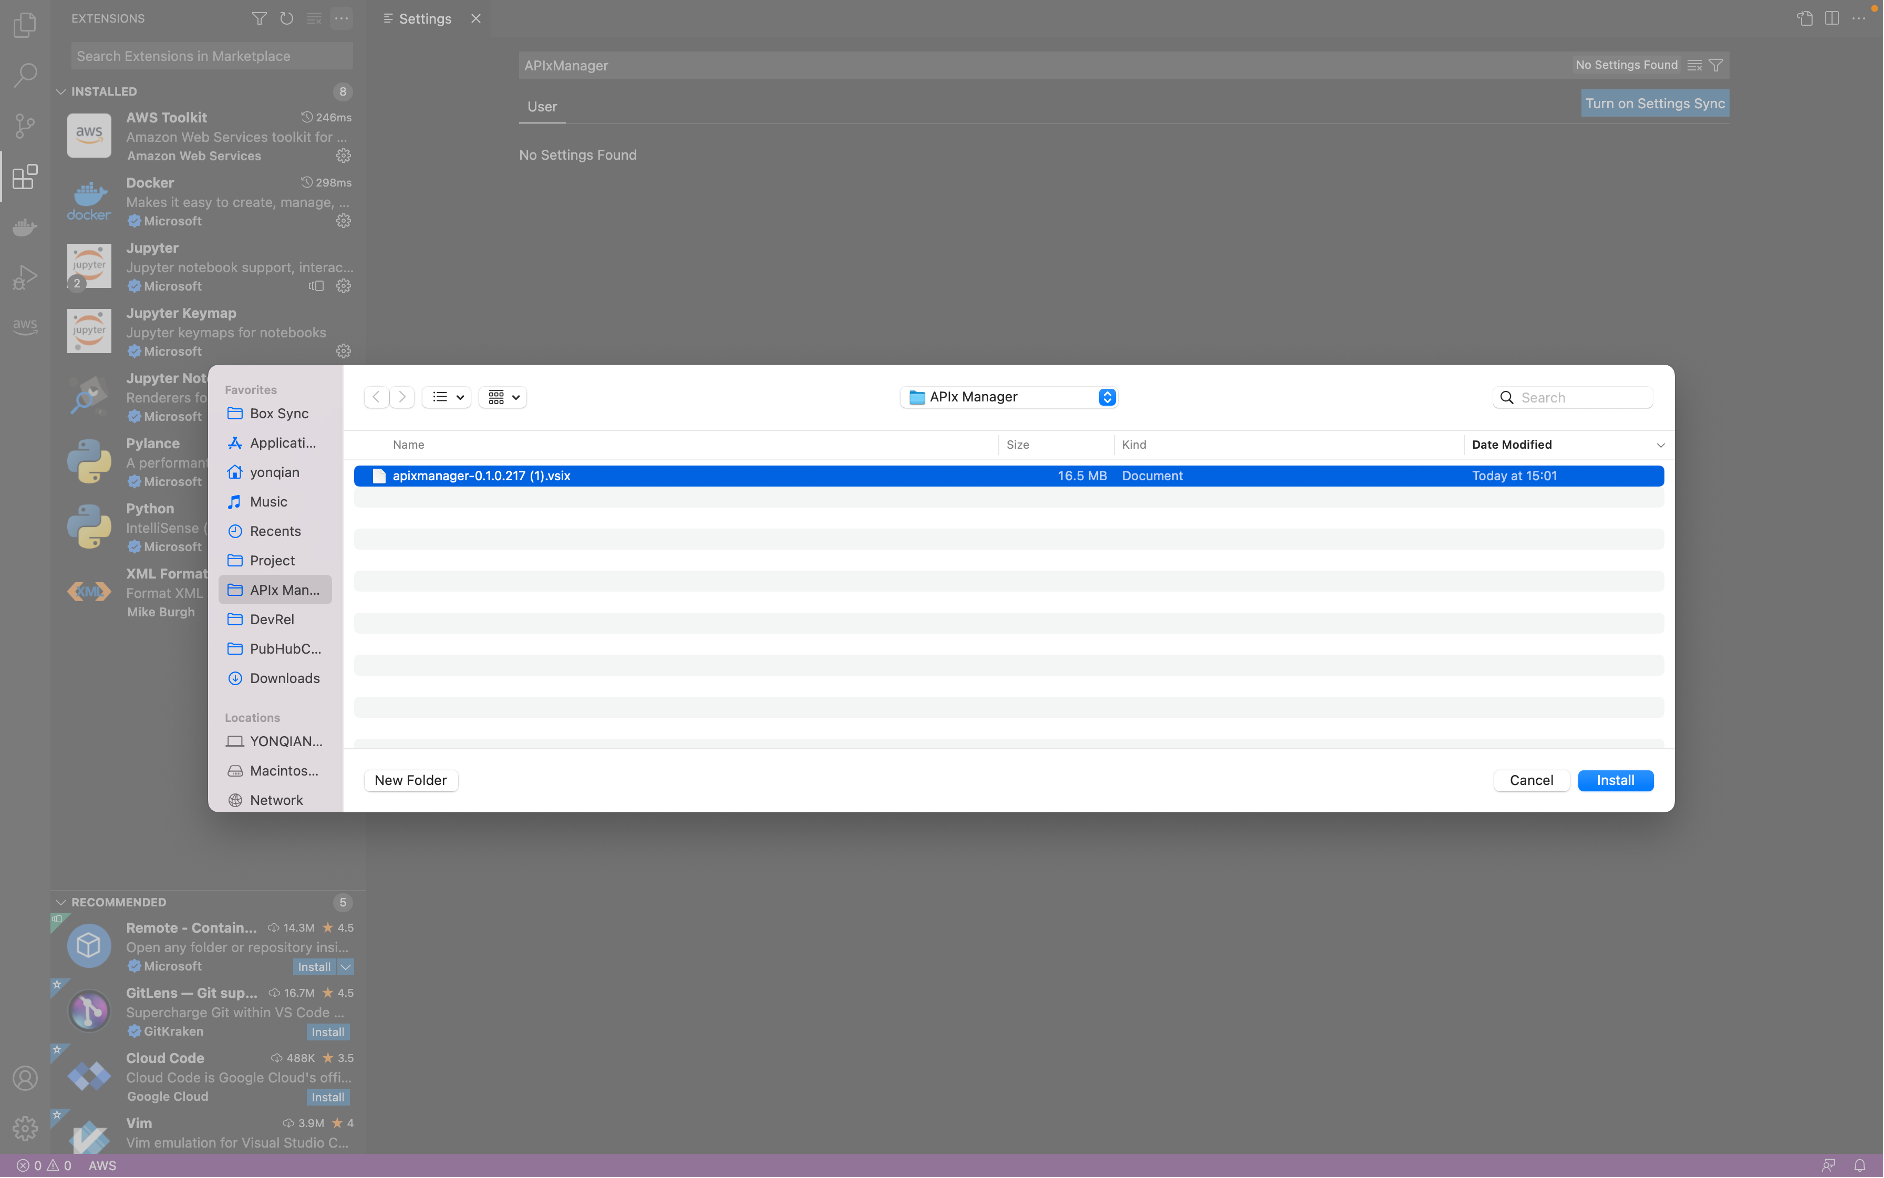 EXTENSIONS
Search Extensions in Marketplace
INSTALLED
8
aws
AWS Toolkit
246ms
Amazon Web Services toolkit for ...
Amazon Web Services
docker
Docker
298ms
Makes it easy to create, manage, ...
Microsoft
jupyter
2
Jupyter
Jupyter notebook support, interac...
Microsoft
jupyter
Jupyter Keymap
Jupyter keymaps for notebooks
Microsoft
Jupyter Not
Renderers fo
Microsoft
Pylance
A performant
Microsoft
Python
IntelliSense (
Microsoft
XML
XML Format
Format XML
Mike Burgh
aws
RECOMMENDED
5
Remote - Contain...
14.3M
4.5
Open any folder or repository insi...
Microsoft
Install
GitLens — Git sup...
16.7M
4.5
Supercharge Git within VS Code ...
GitKraken
Install
Cloud Code
488K
3.5
Cloud Code is Google Cloud's offi...
Google Cloud
Install
Vim
3.9M
4
Vim emulation for Visual Studio C...
Settings
APIxManager
No Settings Found
User
Turn on Settings Sync
No Settings Found
Favorites
Box Sync
Applicati...
yonqian
Music
Recents
Project
APIx Man...
DevRel
PubHubC...
Downloads
Locations
YONQIAN...
Macintos...
Network
APIx Manager
Search
Name
Size
Kind
Date Modified
apixmanager-0.1.0.217 (1).vsix
16.5 MB
Document
Today at 15:01
New Folder
Cancel
Install
0
0
AWS